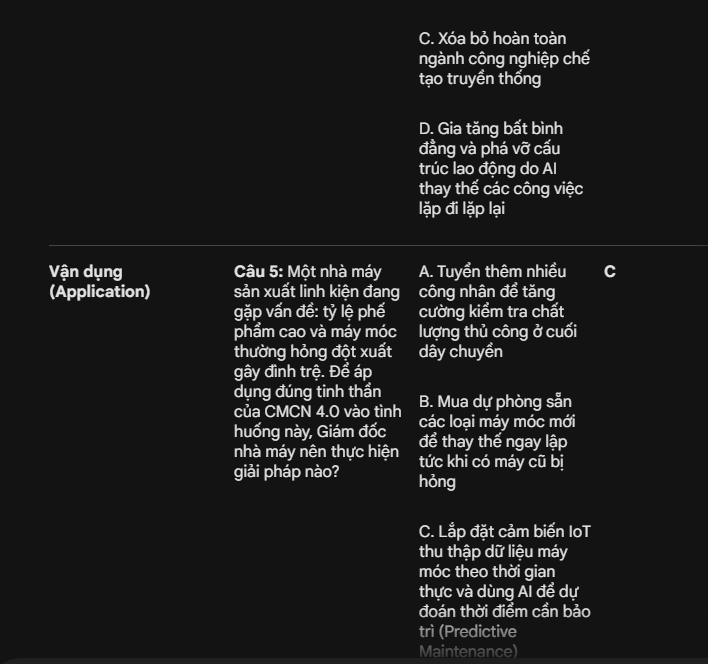 C. Xóa bỏ hoàn toàn
ngành công nghiệp chế
tạo truyền thống
D. Gia tăng bất bình
đẳng và phá vỡ cấu
trúc lao động do AI
thay thế các công việc
lặp đi lặp lại
Vận dụng
(Application)
Câu 5: Một nhà máy
sản xuất linh kiện đang
gặp vấn đề: tỷ lệ phế
phẩm cao và máy móc
thường hỏng đột xuất
gây đình trệ. Để áp
dụng đúng tinh thần
của CMCN 4.0 vào tình
huống này, Giám đốc
nhà máy nên thực hiện
giải pháp nào?
A. Tuyển thêm nhiều
công nhân để tăng
cường kiểm tra chất
lượng thủ công ở cuối
dây chuyền
B. Mua dự phòng sẵn
các loại máy móc mới
để thay thế ngay lập
tức khi có máy cũ bị
hỏng
C. Lắp đặt cảm biến IoT
thu thập dữ liệu máy
móc theo thời gian
thực và dùng AI để dự
đoán thời điểm cần bảo
trì (Predictive
Maintenance)
C